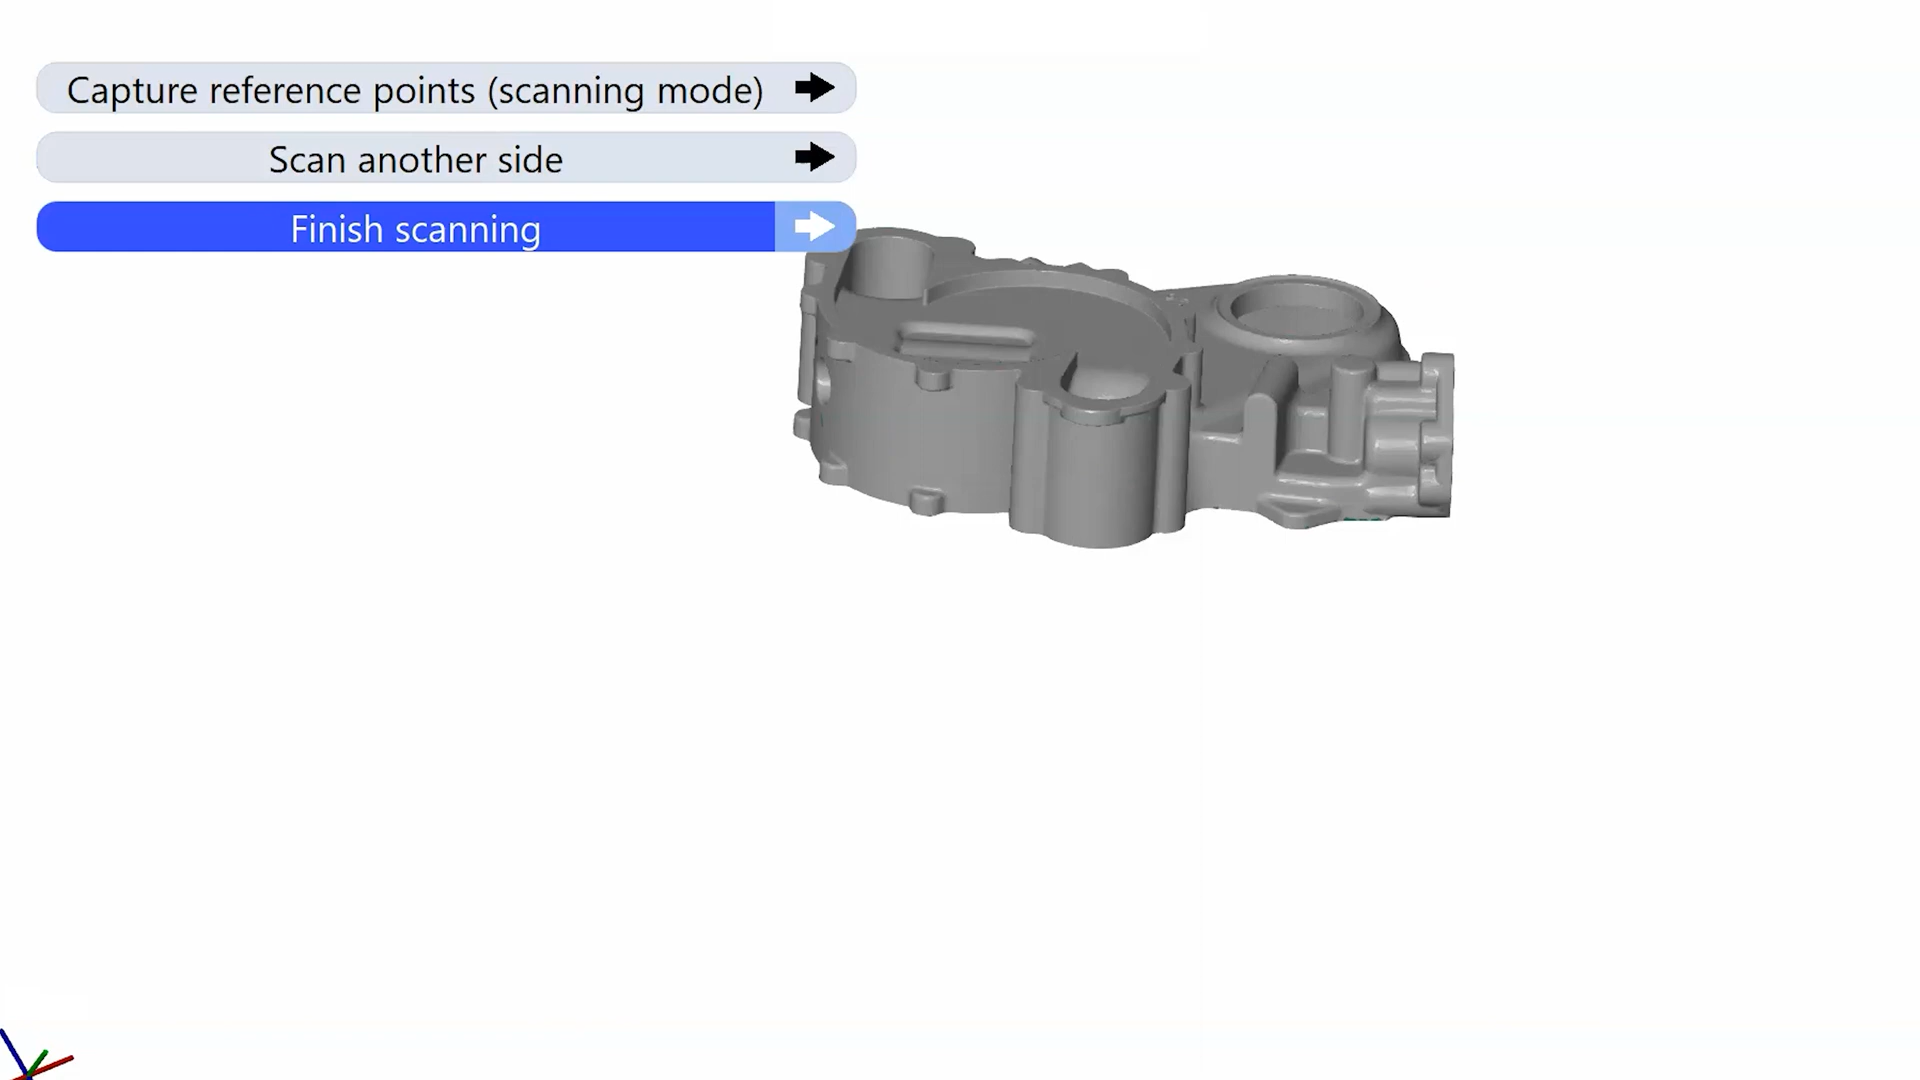 Capture reference points (scanning mode)
Scan another side
Finish scanning